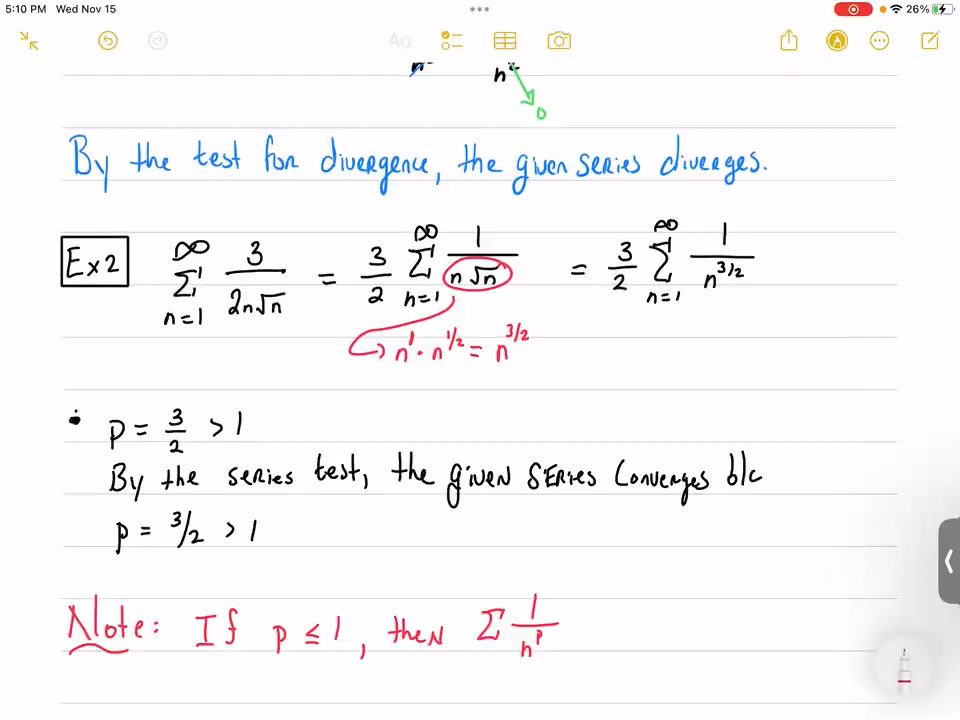 5:10 PM Wed Nov 15
26%
Aa
0
By the test for divergence, the given series diverges.
Ex2 ∞ Σ n=1 3/(2n√n) = 3/2 ∞ Σ n=1 1/(n√n) = 3/2 ∞ Σ n=1 1/n^(3/2)
n^1 · n^(1/2) = n^(3/2)
p = 3/2 > 1
By the series test, the given SERIES Converges b/c
p = 3/2 > 1
Note: If p ≤ 1, then Σ 1/n^p